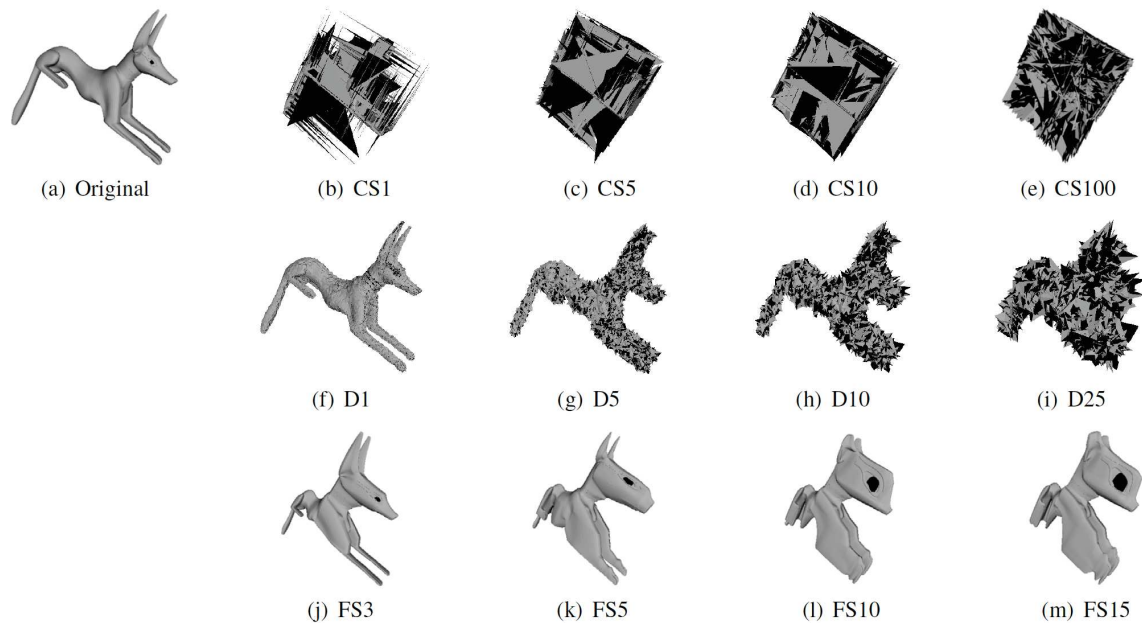 (a) Original
(b) CS1
(c) CS5
(d) CS10
(e) CS100
(f) D1
(g) D5
(h) D10
(i) D25
(j) FS3
(k) FS5
(l) FS10
(m) FS15